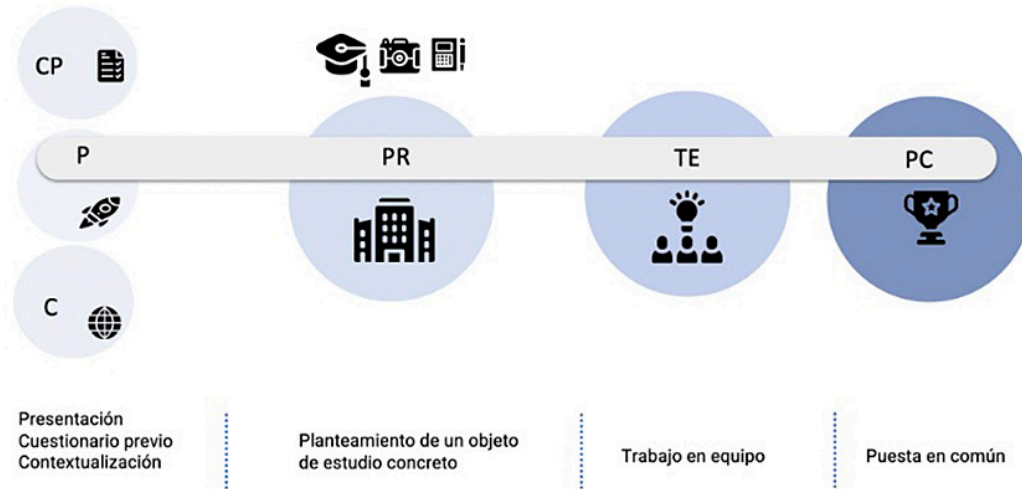 CP
P
PR
TE
PC
C
Presentación
Cuestionario previo
Contextualización
Planteamiento de un objeto
de estudio concreto
Trabajo en equipo
Puesta en común